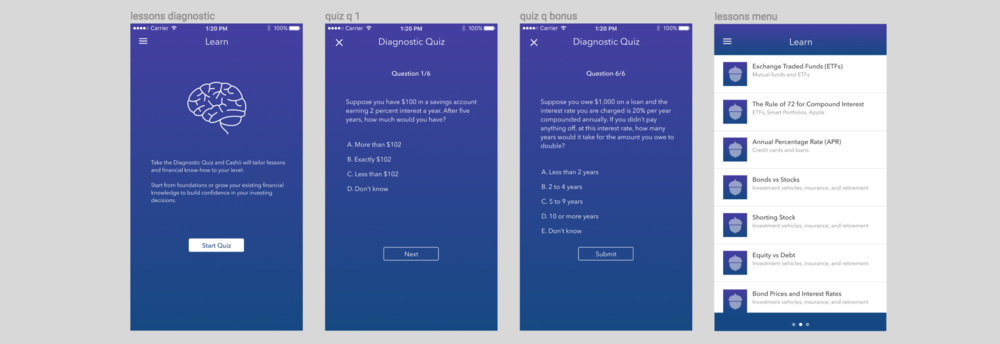 lessons diagnostic
Carrier
1:20 PM
100%
Learn
Take the Diagnostic Quiz and Cashü will tailor lessons
and financial know-how to your level.
Start from foundations or grow your existing financial
knowledge to build confidence in your investing
decisions.
Start Quiz
quiz q 1
Carrier
1:20 PM
100%
Diagnostic Quiz
Question 1/6
Suppose you have $100 in a savings account
earning 2 percent interest a year. After five
years, how much would you have?
A. More than $102
B. Exactly $102
C. Less than $102
D. Don't know
Next
quiz q bonus
Carrier
1:20 PM
100%
Diagnostic Quiz
Question 6/6
Suppose you owe $1,000 on a loan and the
interest rate you are charged is 20% per year
compounded annually. If you didn't pay
anything off, at this interest rate, how many
years would it take for the amount you owe to
double?
A. Less than 2 years
B. 2 to 4 years
C. 5 to 9 years
D. 10 or more years
E. Don't know
Submit
lessons menu
Learn
Exchange Traded Funds (ETFs)
Mutual funds and ETFs
The Rule of 72 for Compound Interest
ETFs, Smart Portfolios, Apple
Annual Percentage Rate (APR)
Credit cards and loans
Bonds vs Stocks
Investment vehicles, insurance, and retirement
Shorting Stock
Investment vehicles, insurance, and retirement
Equity vs Debt
Investment vehicles, insurance, and retirement
Bond Prices and Interest Rates
Investment vehicles, insurance, and retirement